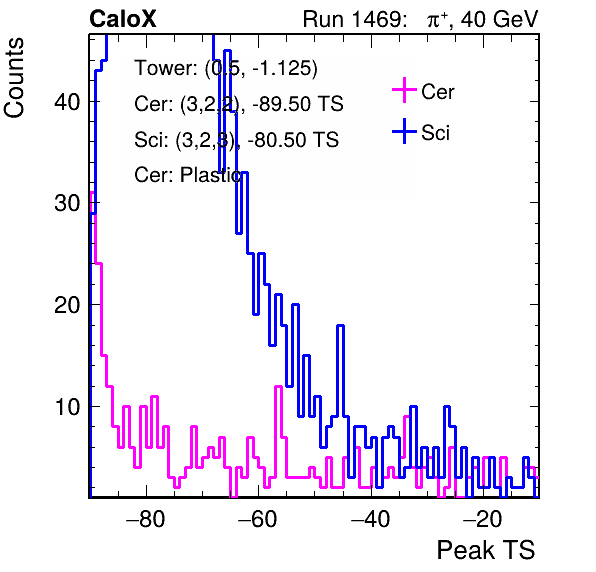 CaloX Run 1469: π⁺, 40 GeV
Counts
Tower: (0.5, -1.125)
Cer: (3,2,2), -89.50 TS
Sci: (3,2,3), -80.50 TS
Cer: Plastic
Cer
Sci
40
30
20
10
−80 −60 −40 −20
Peak TS